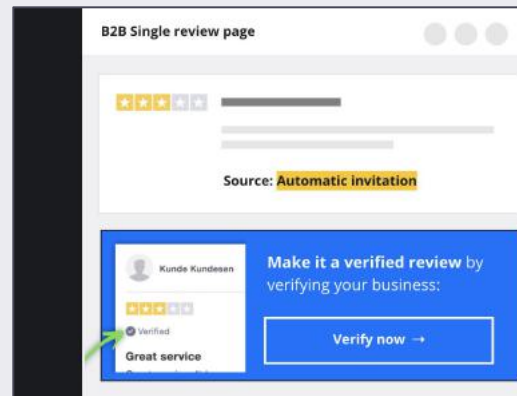 B2B Single review page
Source: Automatic invitation
Kunde Kundesen
Verified
Great service
Make it a verified review by
verifying your business:
Verify now →